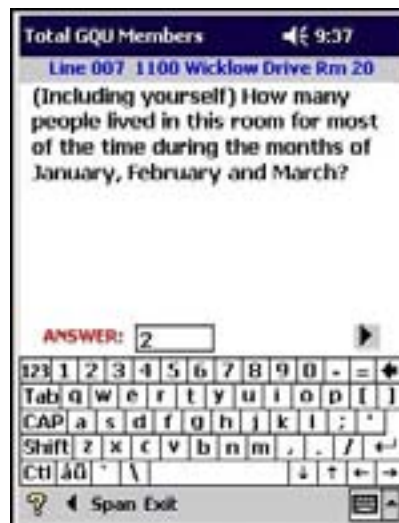 Total GQU Members 9:37
Line 007 1100 Wicklow Drive Rm 20
(Including yourself) How many
people lived in this room for most
of the time during the months of
January, February and March?
ANSWER: 2
123 1 2 3 4 5 6 7 8 9 0 - =
Tab q w e r t y u i o p [ ]
CAP a s d f g h j k l ; '
Shift z x c v b n m , . /
Ctl áü ` \
Span Exit